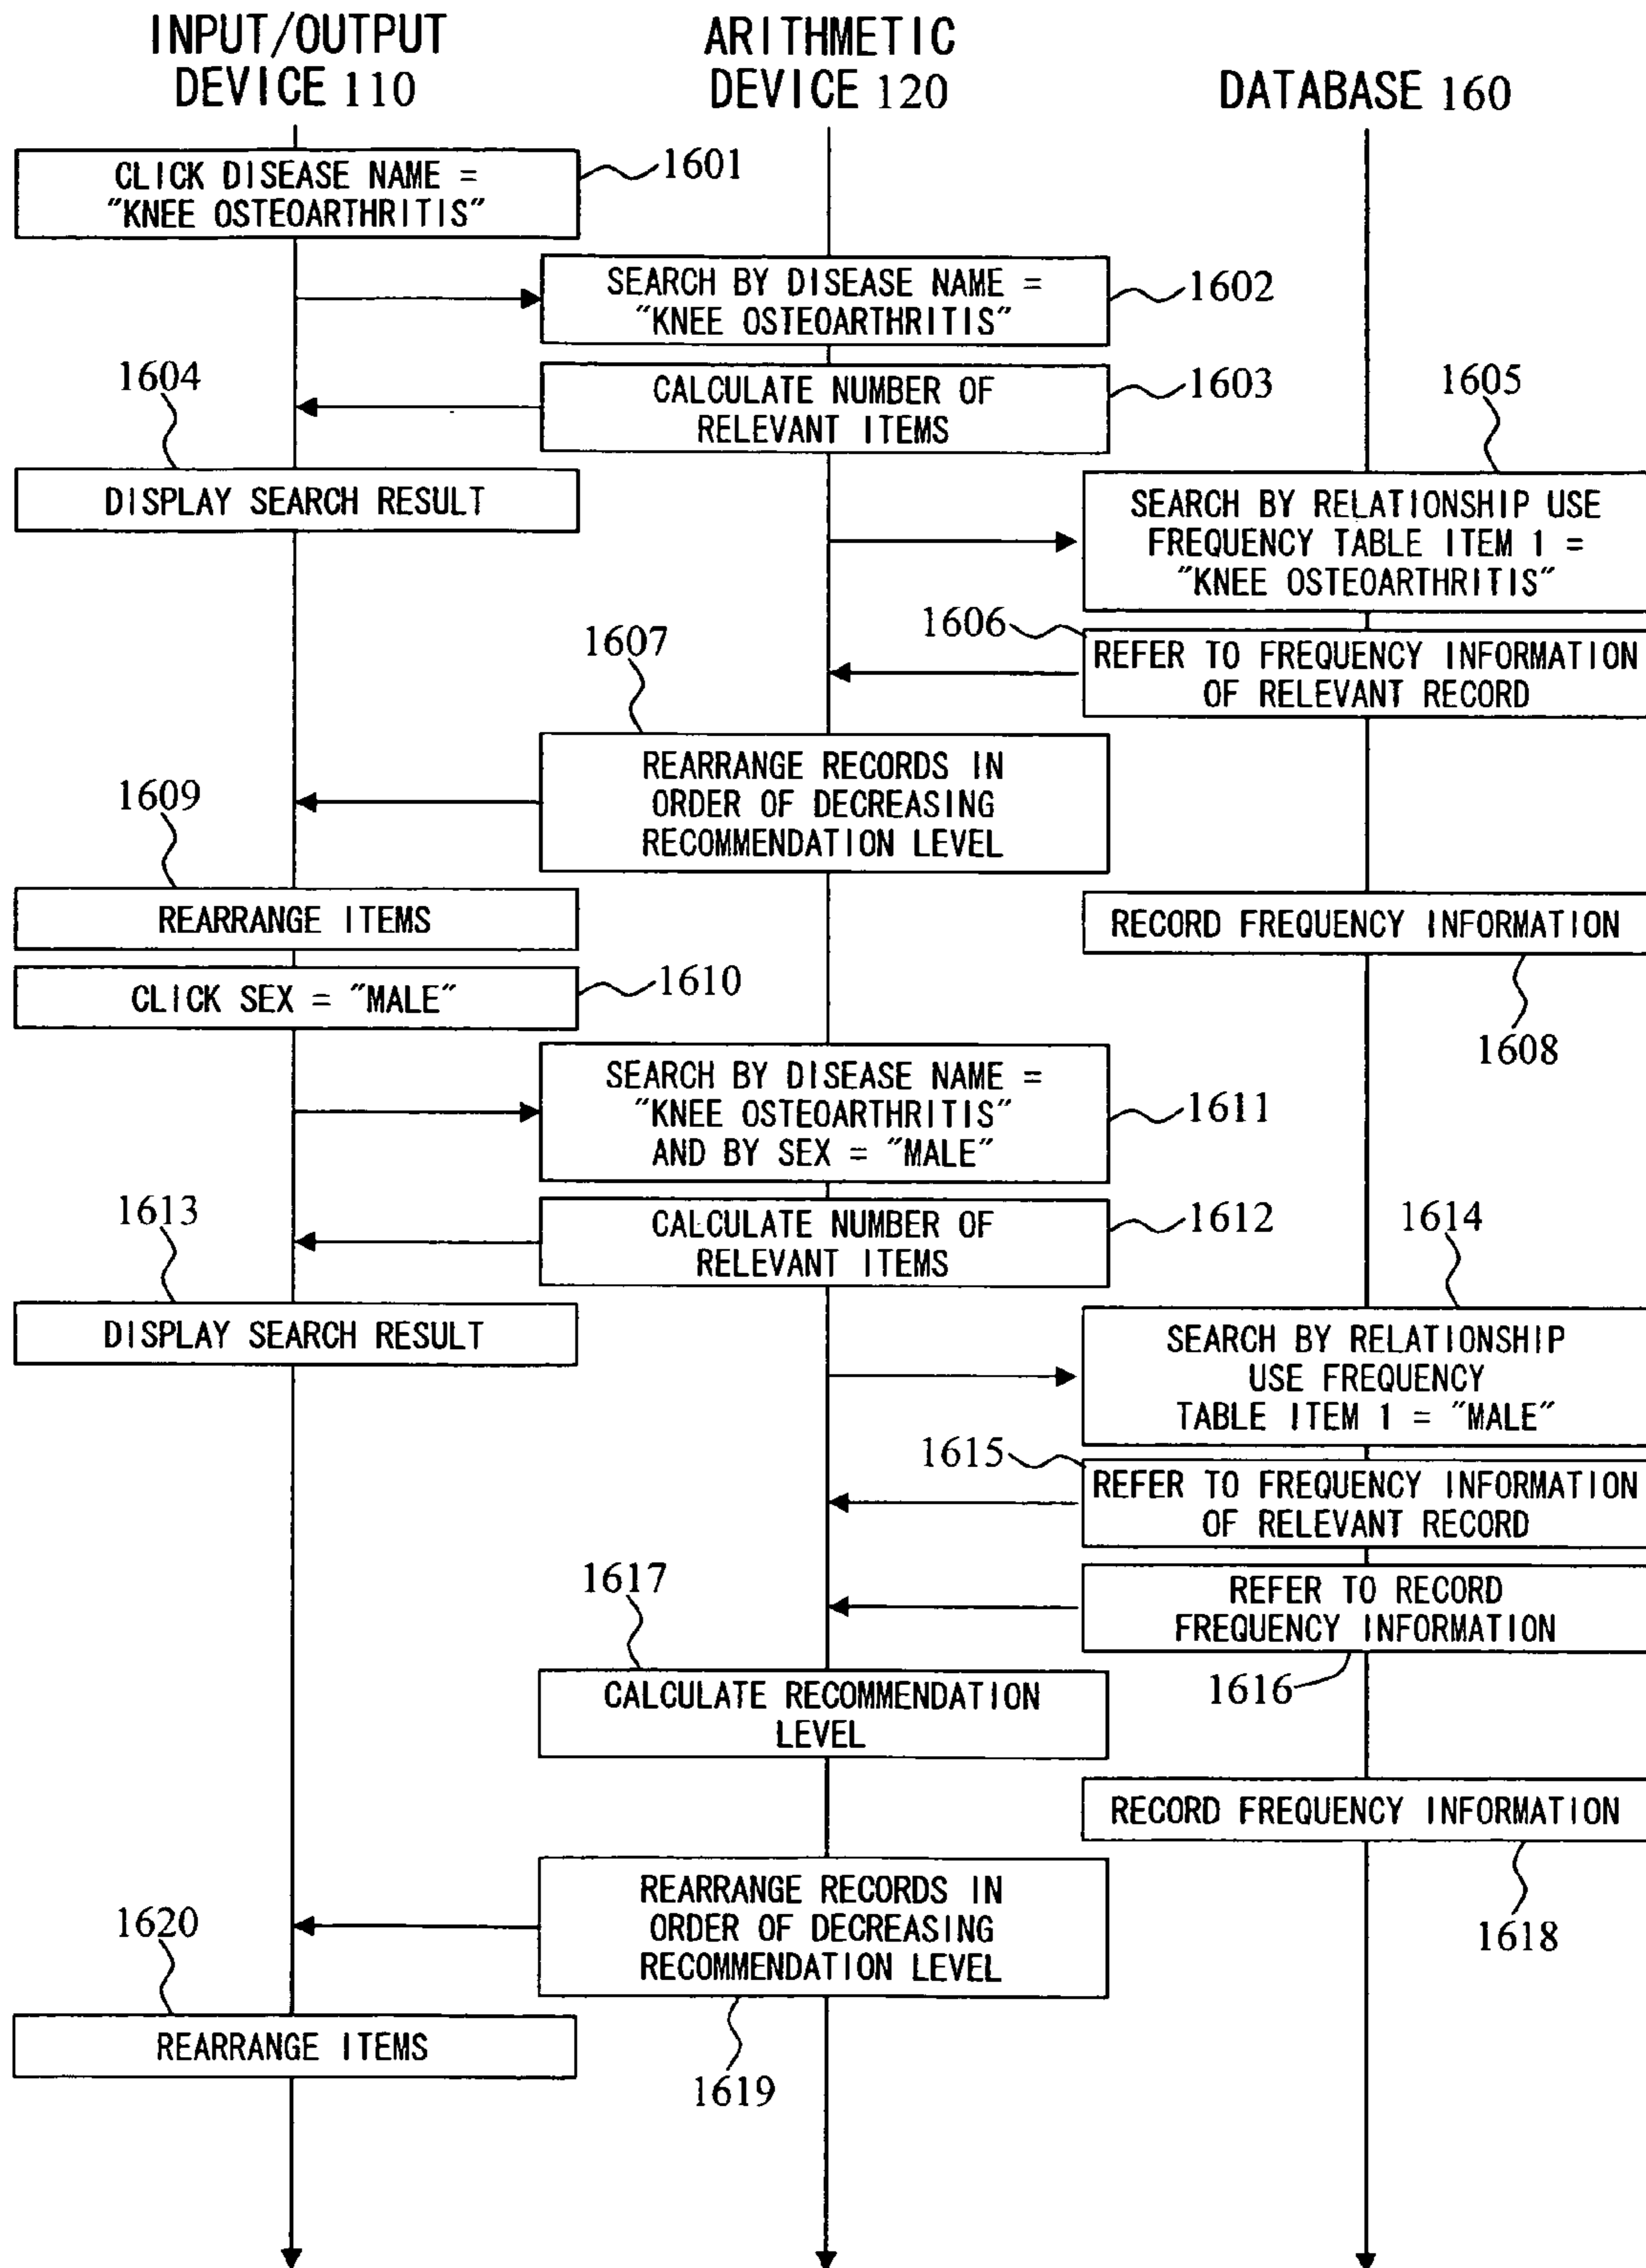 INPUT/OUTPUT
DEVICE 110
ARITHMETIC
DEVICE 120
DATABASE 160
CLICK DISEASE NAME =
"KNEE OSTEOARTHRITIS"
1601
SEARCH BY DISEASE NAME =
"KNEE OSTEOARTHRITIS"
1602
CALCULATE NUMBER OF
RELEVANT ITEMS
1603
1604
DISPLAY SEARCH RESULT
1605
SEARCH BY RELATIONSHIP USE
FREQUENCY TABLE ITEM 1 =
"KNEE OSTEOARTHRITIS"
1606
REFER TO FREQUENCY INFORMATION
OF RELEVANT RECORD
1607
REARRANGE RECORDS IN
ORDER OF DECREASING
RECOMMENDATION LEVEL
1609
REARRANGE ITEMS
RECORD FREQUENCY INFORMATION
1608
CLICK SEX = "MALE"
1610
SEARCH BY DISEASE NAME =
"KNEE OSTEOARTHRITIS"
AND BY SEX = "MALE"
1611
CALCULATE NUMBER OF
RELEVANT ITEMS
1612
1613
DISPLAY SEARCH RESULT
1614
SEARCH BY RELATIONSHIP
USE FREQUENCY
TABLE ITEM 1 = "MALE"
1615
REFER TO FREQUENCY INFORMATION
OF RELEVANT RECORD
REFER TO RECORD
FREQUENCY INFORMATION
1616
1617
CALCULATE RECOMMENDATION
LEVEL
RECORD FREQUENCY INFORMATION
1618
REARRANGE RECORDS IN
ORDER OF DECREASING
RECOMMENDATION LEVEL
1619
1620
REARRANGE ITEMS